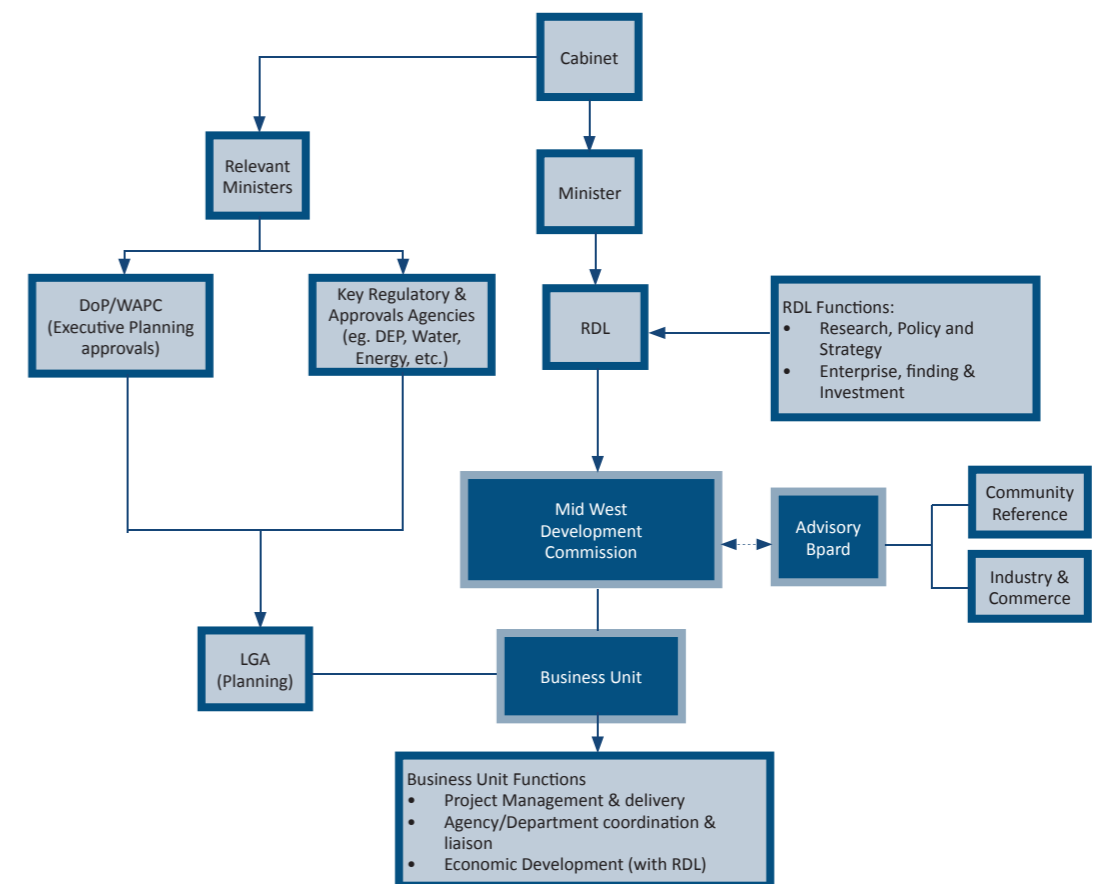 Cabinet
Relevant
Ministers
Minister
DoP/WAPC
(Executive Planning
approvals)
Key Regulatory &
Approvals Agencies
(eg. DEP, Water,
Energy, etc.)
RDL
RDL Functions:
• Research, Policy and
Strategy
• Enterprise, finding &
Investment
Mid West
Development
Commission
Advisory
Bpard
Community
Reference
Industry &
Commerce
LGA
(Planning)
Business Unit
Business Unit Functions
• Project Management & delivery
• Agency/Department coordination &
liaison
• Economic Development (with RDL)